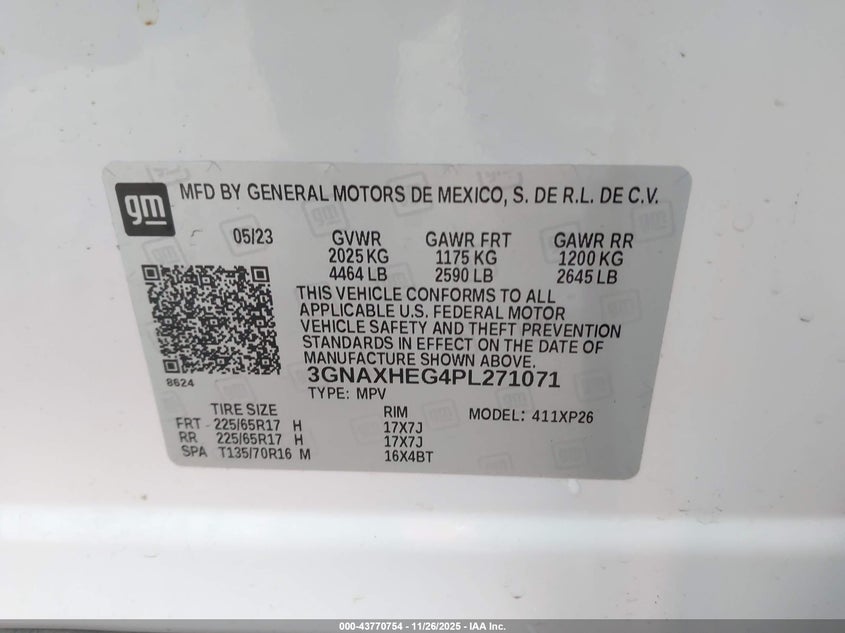 gm
MFD BY GENERAL MOTORS DE MEXICO, S. DE R.L. DE C.V.
05/23 GVWR GAWR FRT GAWR RR
2025 KG 1175 KG 1200 KG
4464 LB 2590 LB 2645 LB
THIS VEHICLE CONFORMS TO ALL
APPLICABLE U.S. FEDERAL MOTOR
VEHICLE SAFETY AND THEFT PREVENTION
STANDARDS IN EFFECT ON THE DATE OF
MANUFACTURE SHOWN ABOVE.
8624
3GNAXHEG4PL271071
TYPE: MPV
TIRE SIZE RIM MODEL: 411XP26
FRT - 225/65R17 H 17X7J
RR 225/65R17 H 17X7J
SPA T135/70R16 M 16X4BT
000-43770754 - 11/26/2025 - IAA Inc.